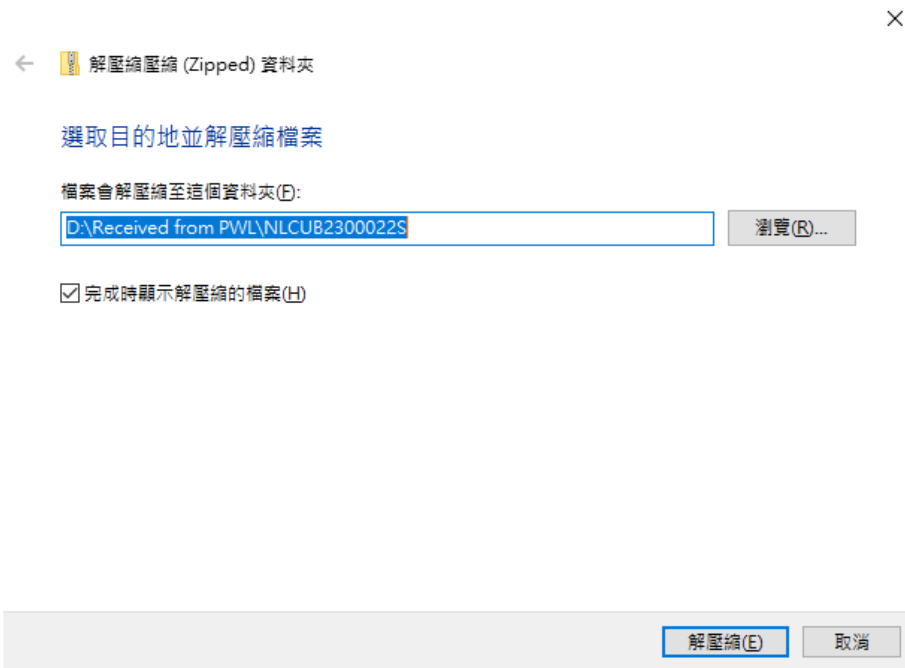 解壓縮壓縮 (Zipped) 資料夾
選取目的地並解壓縮檔案
檔案會解壓縮至這個資料夾(F):
D:\Received from PWL\NLCUB2300022S
瀏覽(R)...
完成時顯示解壓縮的檔案(H)
解壓縮(E)
取消